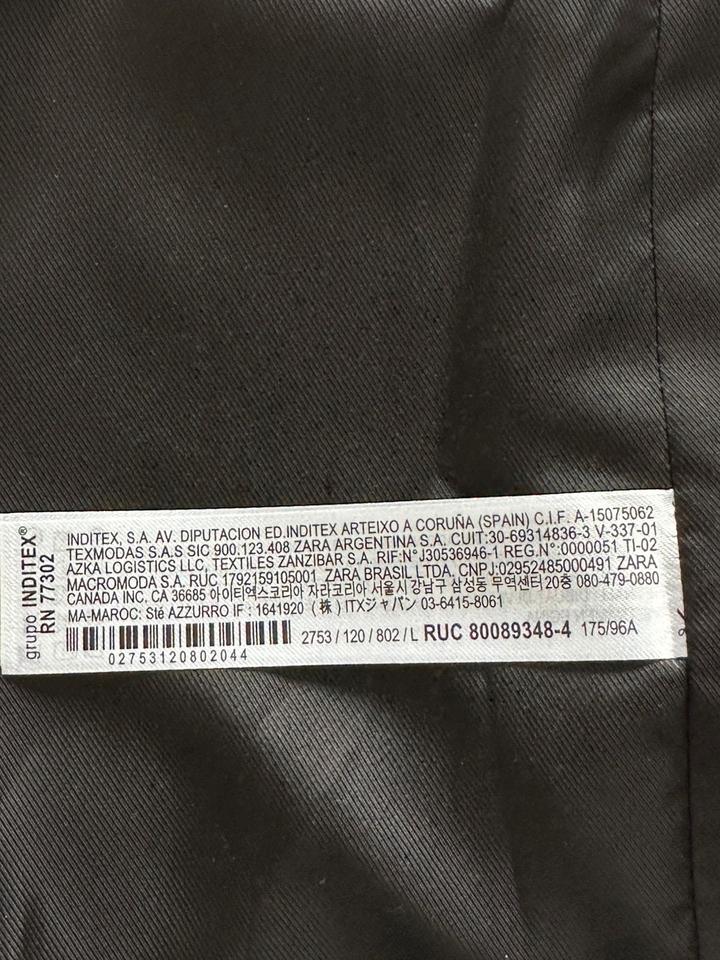 grupo INDITEX®
RN 77302
INDITEX, S.A. AV. DIPUTACION ED.INDITEX ARTEIXO A CORUÑA (SPAIN) C.I.F. A-15075062
TEXMODAS S.A.S SIC 900.123.408 ZARA ARGENTINA S.A. CUIT:30-69314836-3 V-337-01
AZKA LOGISTICS LLC, TEXTILES ZANZIBAR S.A. RIF:N°J30536946-1 REG.N°:0000051 TI-02
MACROMODA S.A. RUC 1792159105001 ZARA BRASIL LTDA, CNPJ:02952485000491 ZARA
CANADA INC. CA 36685 아이티엑스코리아 자라코리아 서울시 강남구 삼성동 무역센터 20층 080-479-0880
MA-MAROC: Sté AZZURRO IF : 1641920 (株) ITXジャパン 03-6415-8061
2753 / 120 / 802 / L RUC 80089348-4 175/96A
02753120802044